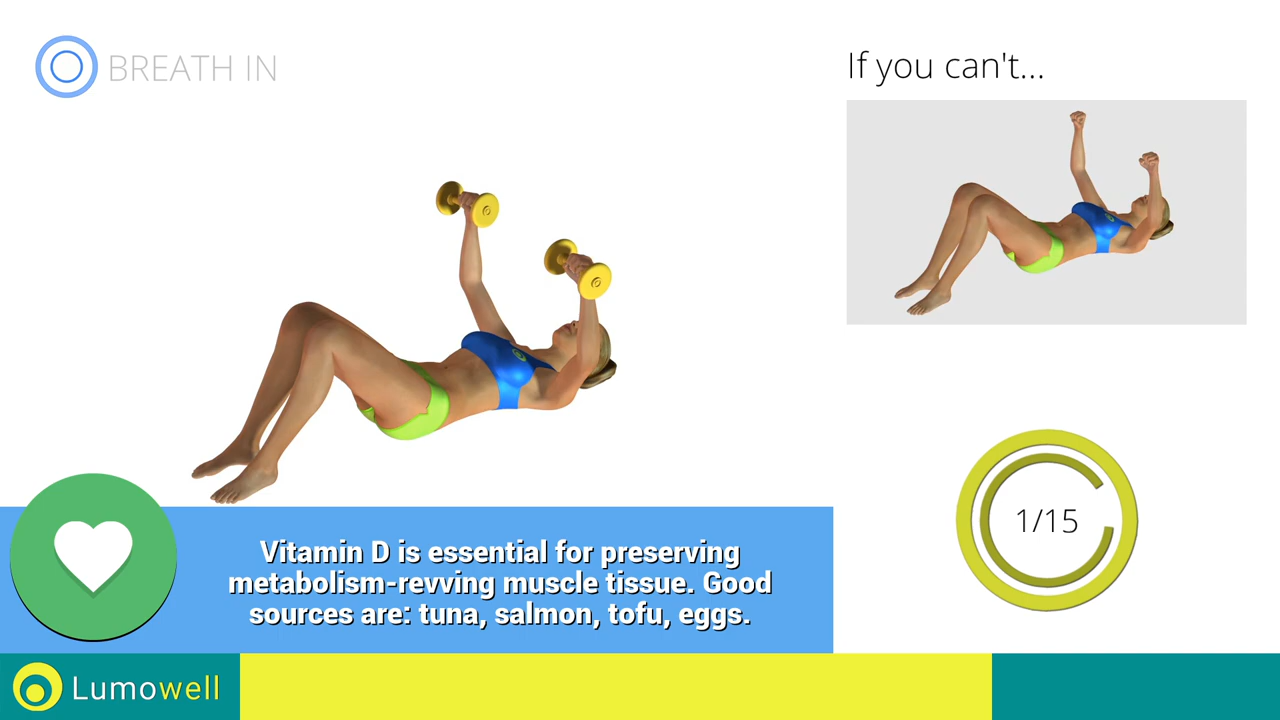 BREATH IN
If you can't...
1/15
Vitamin D is essential for preserving
metabolism-revving muscle tissue. Good
sources are: tuna, salmon, tofu, eggs.
Lumowell